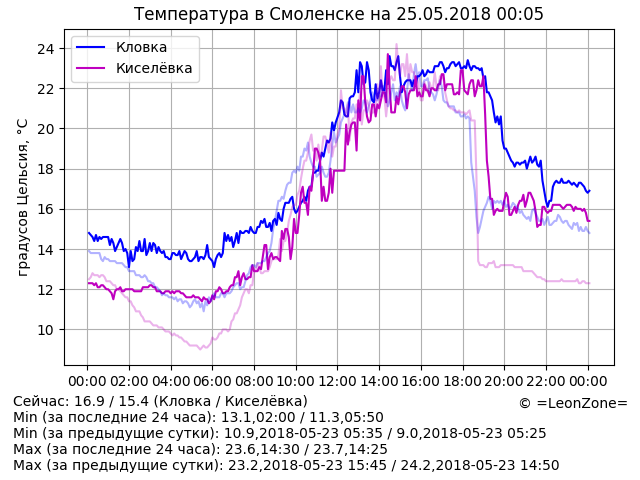 Температура в Смоленске на 25.05.2018 00:05
Кловка
Киселёвка
градусов Цельсия, °C
24
22
20
18
16
14
12
10
00:00 02:00 04:00 06:00 08:00 10:00 12:00 14:00 16:00 18:00 20:00 22:00 00:00
Сейчас: 16.9 / 15.4 (Кловка / Киселёвка)
© =LeonZone=
Min (за последние 24 часа): 13.1,02:00 / 11.3,05:50
Min (за предыдущие сутки): 10.9,2018-05-23 05:35 / 9.0,2018-05-23 05:25
Max (за последние 24 часа): 23.6,14:30 / 23.7,14:25
Max (за предыдущие сутки): 23.2,2018-05-23 15:45 / 24.2,2018-05-23 14:50